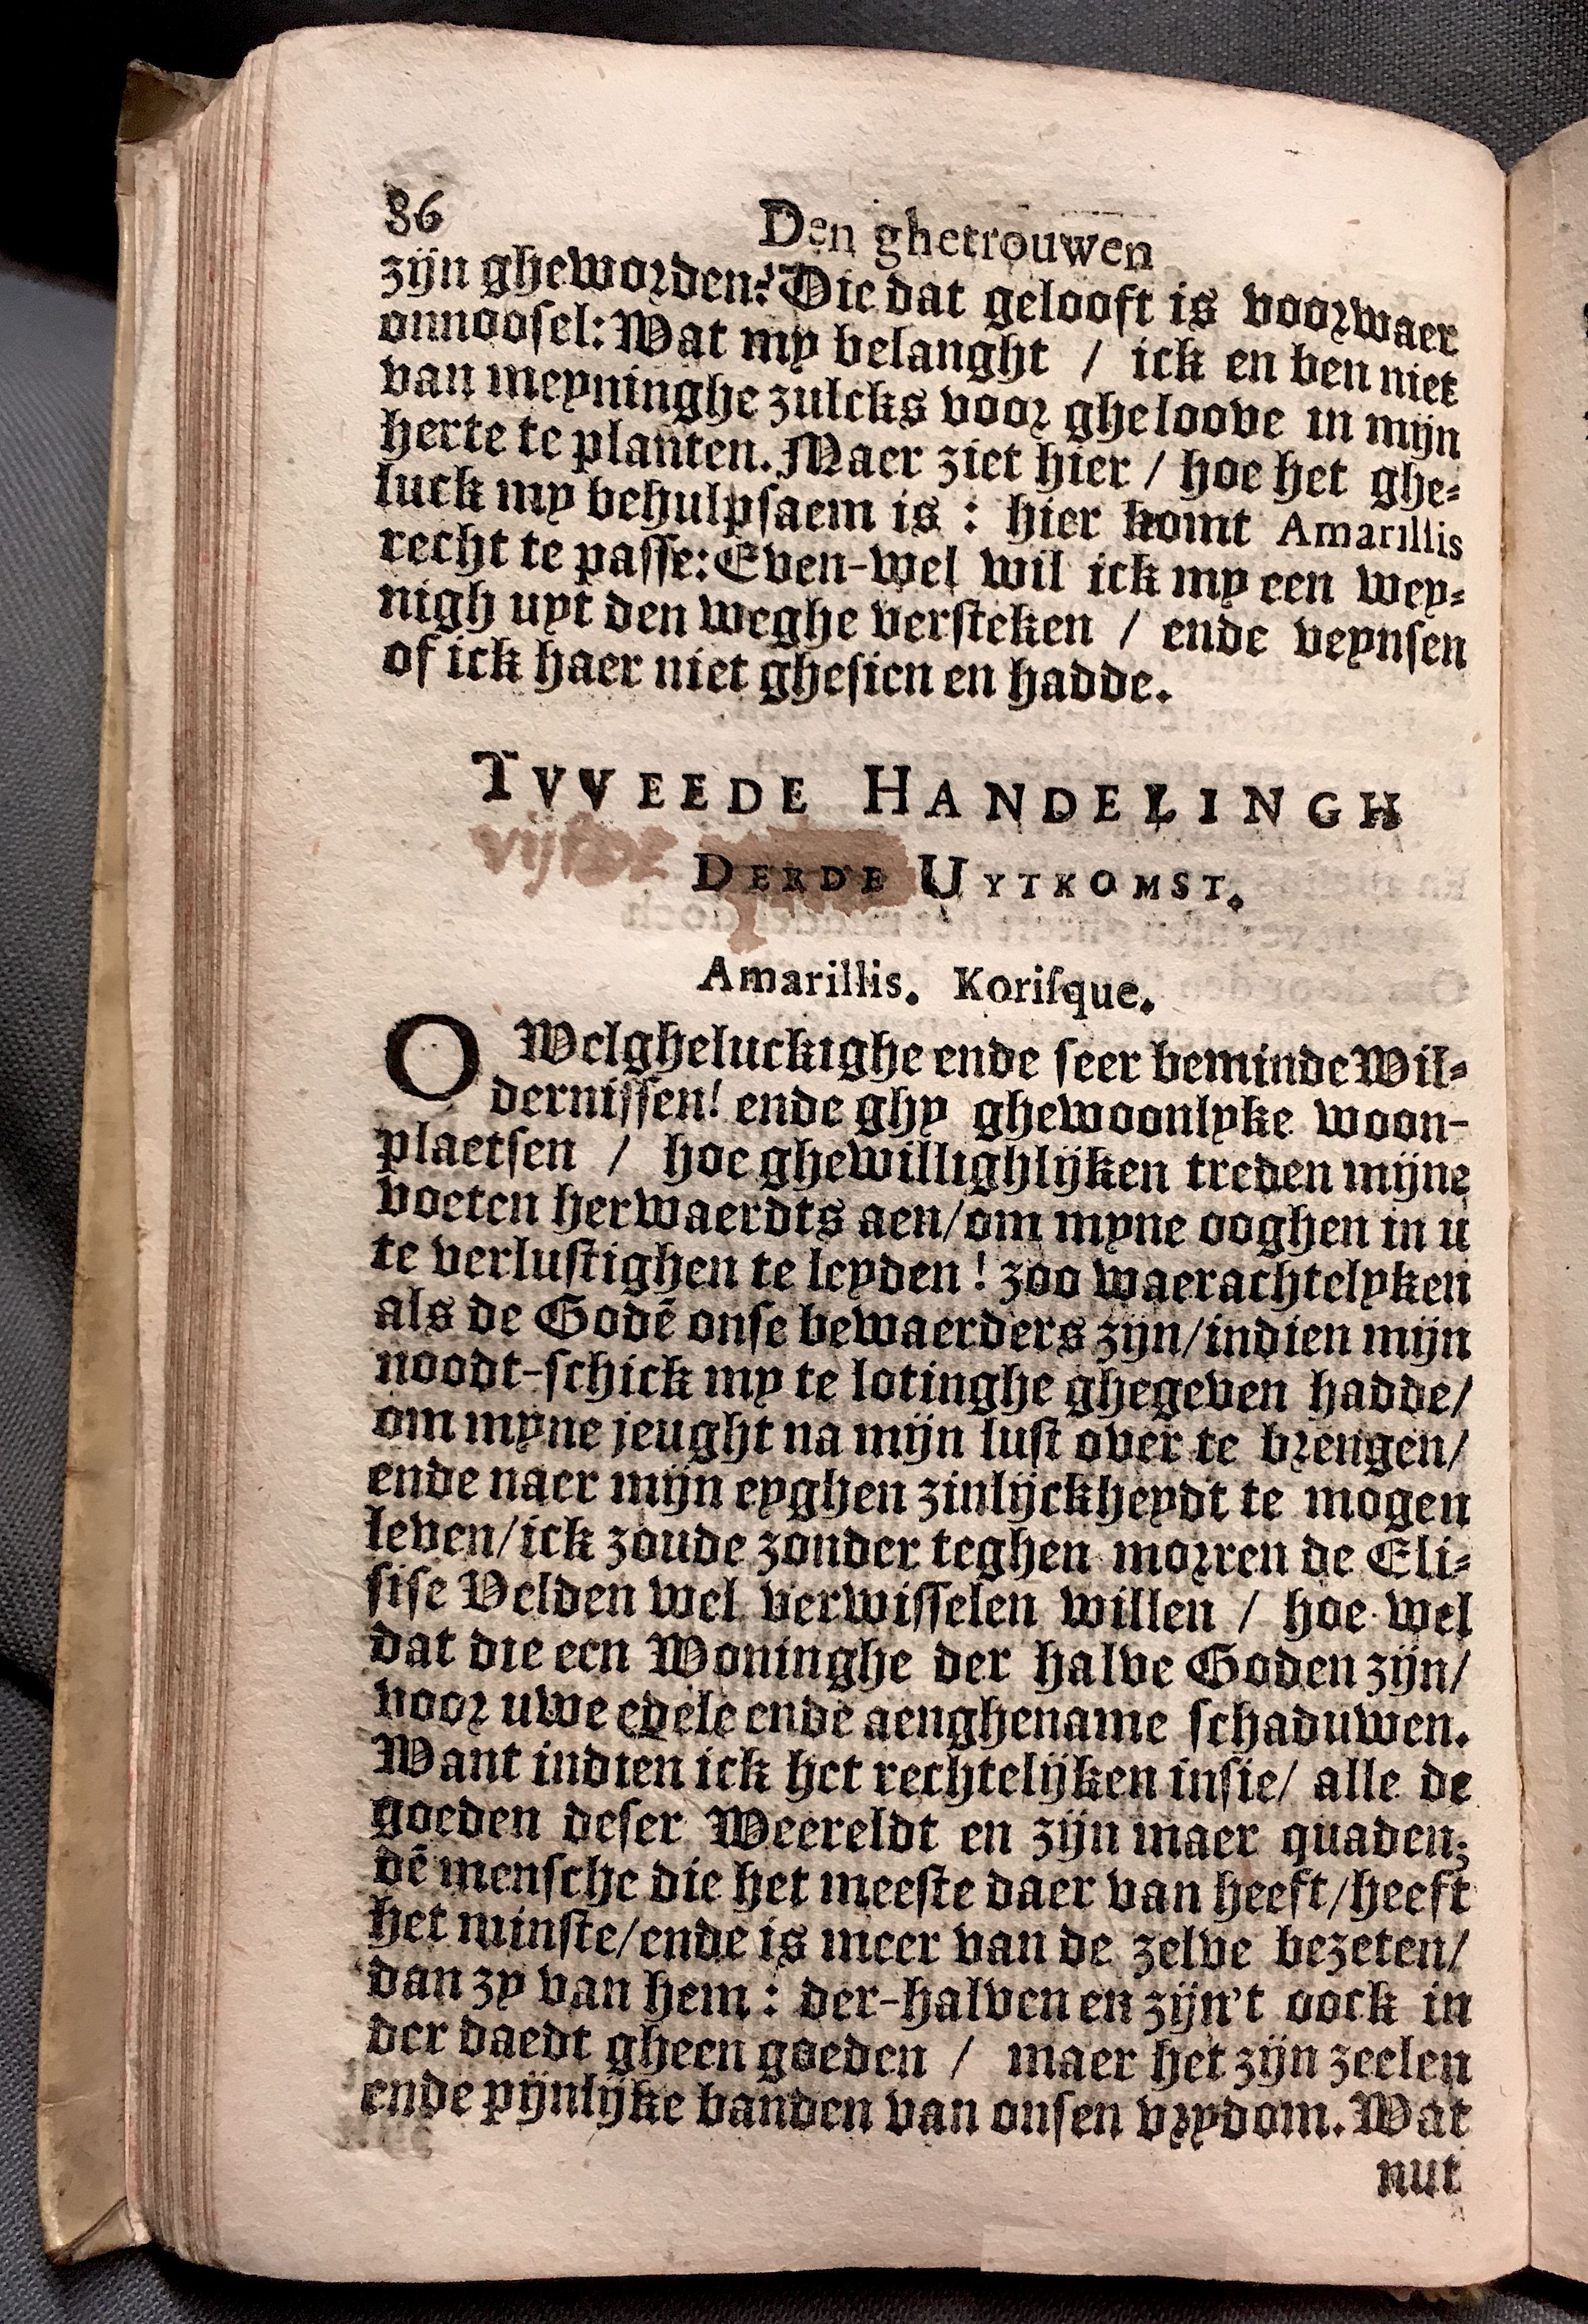 86 Den ghetrouwen
zijn gheworden? Die dat gelooft is voorwaer
onnoosel: Wat my belanght / ick en ben niet
van meyninghe zulcks voor gheloove in mijn
herte te planten. Maer ziet hier / hoe het ghe-
luck my behulpsaem is : hier komt Amarillis
recht te passe: Even-wel wil ick my een wey-
nigh uyt den weghe versteken / ende veynsen
of ick haer niet ghesien en hadde.
TVVEEDE HANDELINGH
vijfde DERDE UYTKOMST.
Amarillis. Korisque.
O Welgheluckighe ende seer beminde Wil-
dernissen! ende ghy ghewoonlyke woon-
plaetsen / hoe ghewillighlijken treden mijne
voeten herwaerdts aen/om myne ooghen in u
te verlustighen te leyden ! zoo waerachtelyken
als de Godē onse bewaerders zijn/indien mijn
noodt-schick my te lotinghe ghegeven hadde/
om myne jeught na mijn lust over te brengen/
ende naer mijn eyghen zinlijckheydt te mogen
leven/ick zoude zonder teghen morren de Eli-
sise Velden wel verwisselen willen / hoe wel
dat die een Woninghe der halve Goden zijn/
voor uwe edele ende aenghename schaduwen.
Want indien ick het rechtelijken insie/ alle de
goeden deser Weereldt en zijn maer quaden;
dē mensche die het meeste daer van heeft/heeft
het minste/ende is meer van de zelve bezeten/
dan zy van hem : der-halven en zijn't oock in
der daedt gheen goeden / maer het zijn zeelen
ende pijnlijke banden van onsen vrydom. Wat
nut